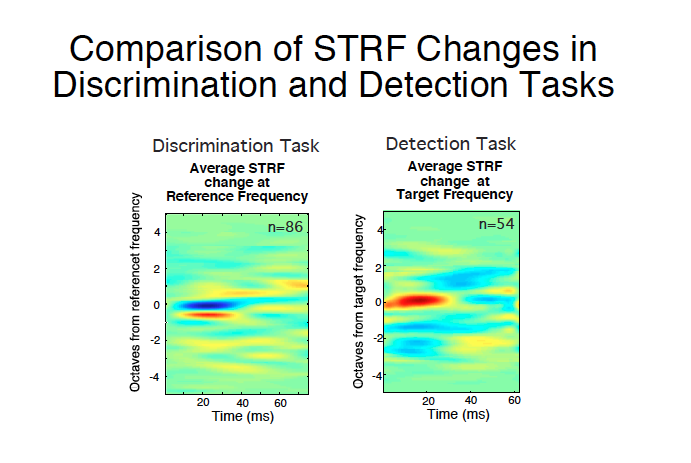 Comparison of STRF Changes in
Discrimination and Detection Tasks
Discrimination Task
Average STRF
change at
Reference Frequency
n=86
Octaves from referencet frequency
4
2
0
-2
-4
20 40 60
Time (ms)
Detection Task
Average STRF
change at
Target Frequency
n=54
Octaves from target frequency
4
2
0
-2
-4
20 40 60
Time (ms)